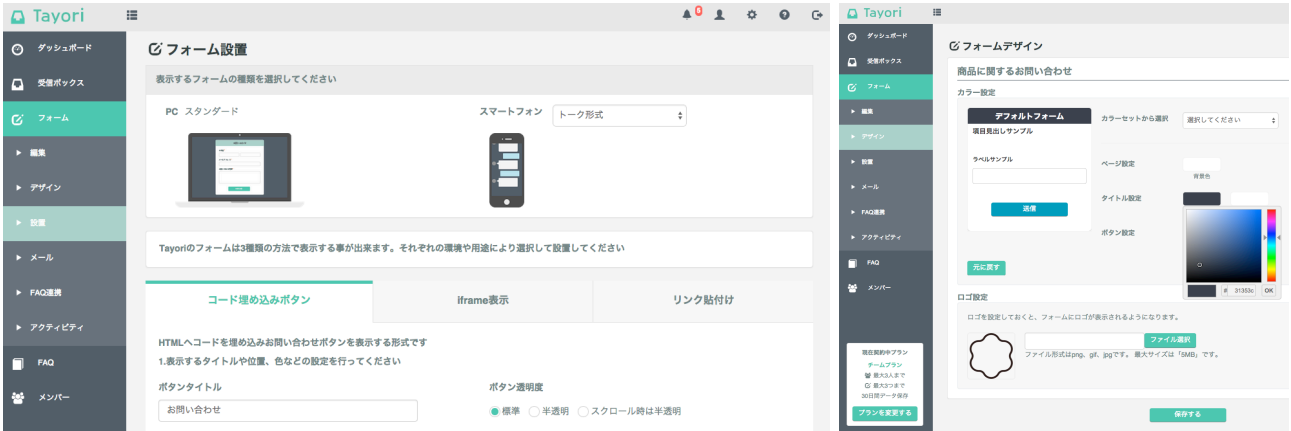 Tayori
8
ダッシュボード
受信ボックス
フォーム
編集
デザイン
設置
メール
FAQ連携
アクティビティ
FAQ
メンバー
フォーム設置
表示するフォームの種類を選択してください
PC スタンダード
スマートフォン
トーク形式
Tayoriのフォームは3種類の方法で表示する事が出来ます。それぞれの環境や用途により選択して設置してください
コード埋め込みボタン
iframe表示
リンク貼付け
HTMLへコードを埋め込みお問い合わせボタンを表示する形式です
1.表示するタイトルや位置、色などの設定を行ってください
ボタンタイトル
ボタン透明度
お問い合わせ
標準 半透明 スクロール時は半透明
Tayori
ダッシュボード
受信ボックス
フォーム
編集
デザイン
設置
メール
FAQ連携
アクティビティ
FAQ
メンバー
現在契約中プラン
チームプラン
最大3人まで
最大3つまで
30日間データ保存
プランを変更する
フォームデザイン
商品に関するお問い合わせ
カラー設定
デフォルトフォーム
項目見出しサンプル
ラベルサンプル
送信
元に戻す
カラーセットから選択
選択してください
ページ設定
背景色
タイトル設定
ボタン設定
# 31353c OK
ロゴ設定
ロゴを設定しておくと、フォームにロゴが表示されるようになります。
ファイル選択
ファイル形式はpng、gif、jpgです。 最大サイズは「5MB」です。
保存する